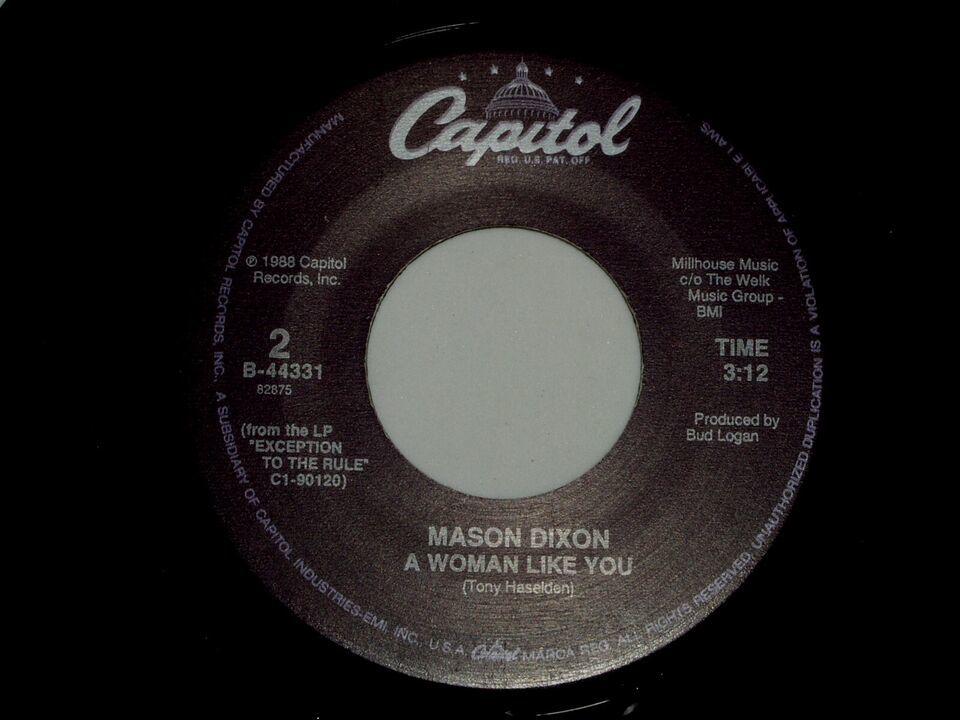 Capitol
REG. U.S. PAT. OFF.
℗ 1988 Capitol
Records, Inc.
2
B-44331
82875
(from the LP
"EXCEPTION
TO THE RULE"
C1-90120)
Millhouse Music
c/o The Welk
Music Group -
BMI
TIME
3:12
Produced by
Bud Logan
MASON DIXON
A WOMAN LIKE YOU
(Tony Haselden)
MANUFACTURED BY CAPITOL RECORDS, INC., A SUBSIDIARY OF CAPITOL INDUSTRIES-EMI, INC., U.S.A. Capitol MARCA REG. ALL RIGHTS RESERVED. UNAUTHORIZED DUPLICATION IS A VIOLATION OF APPLICABLE LAWS